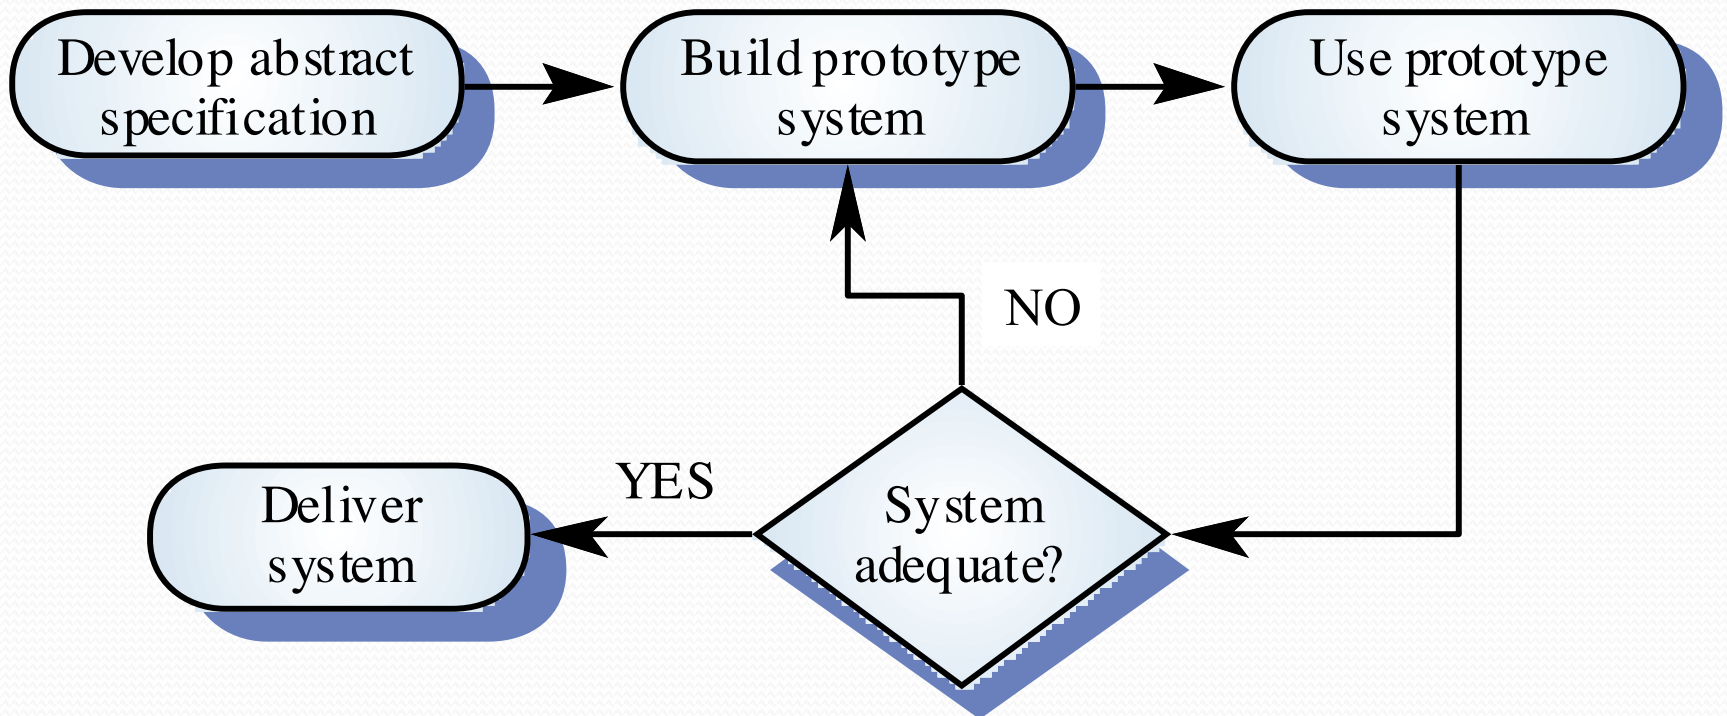 Develop abstract
specification
Build prototype
system
Use prototype
system
NO
YES
System
adequate?
Deliver
system